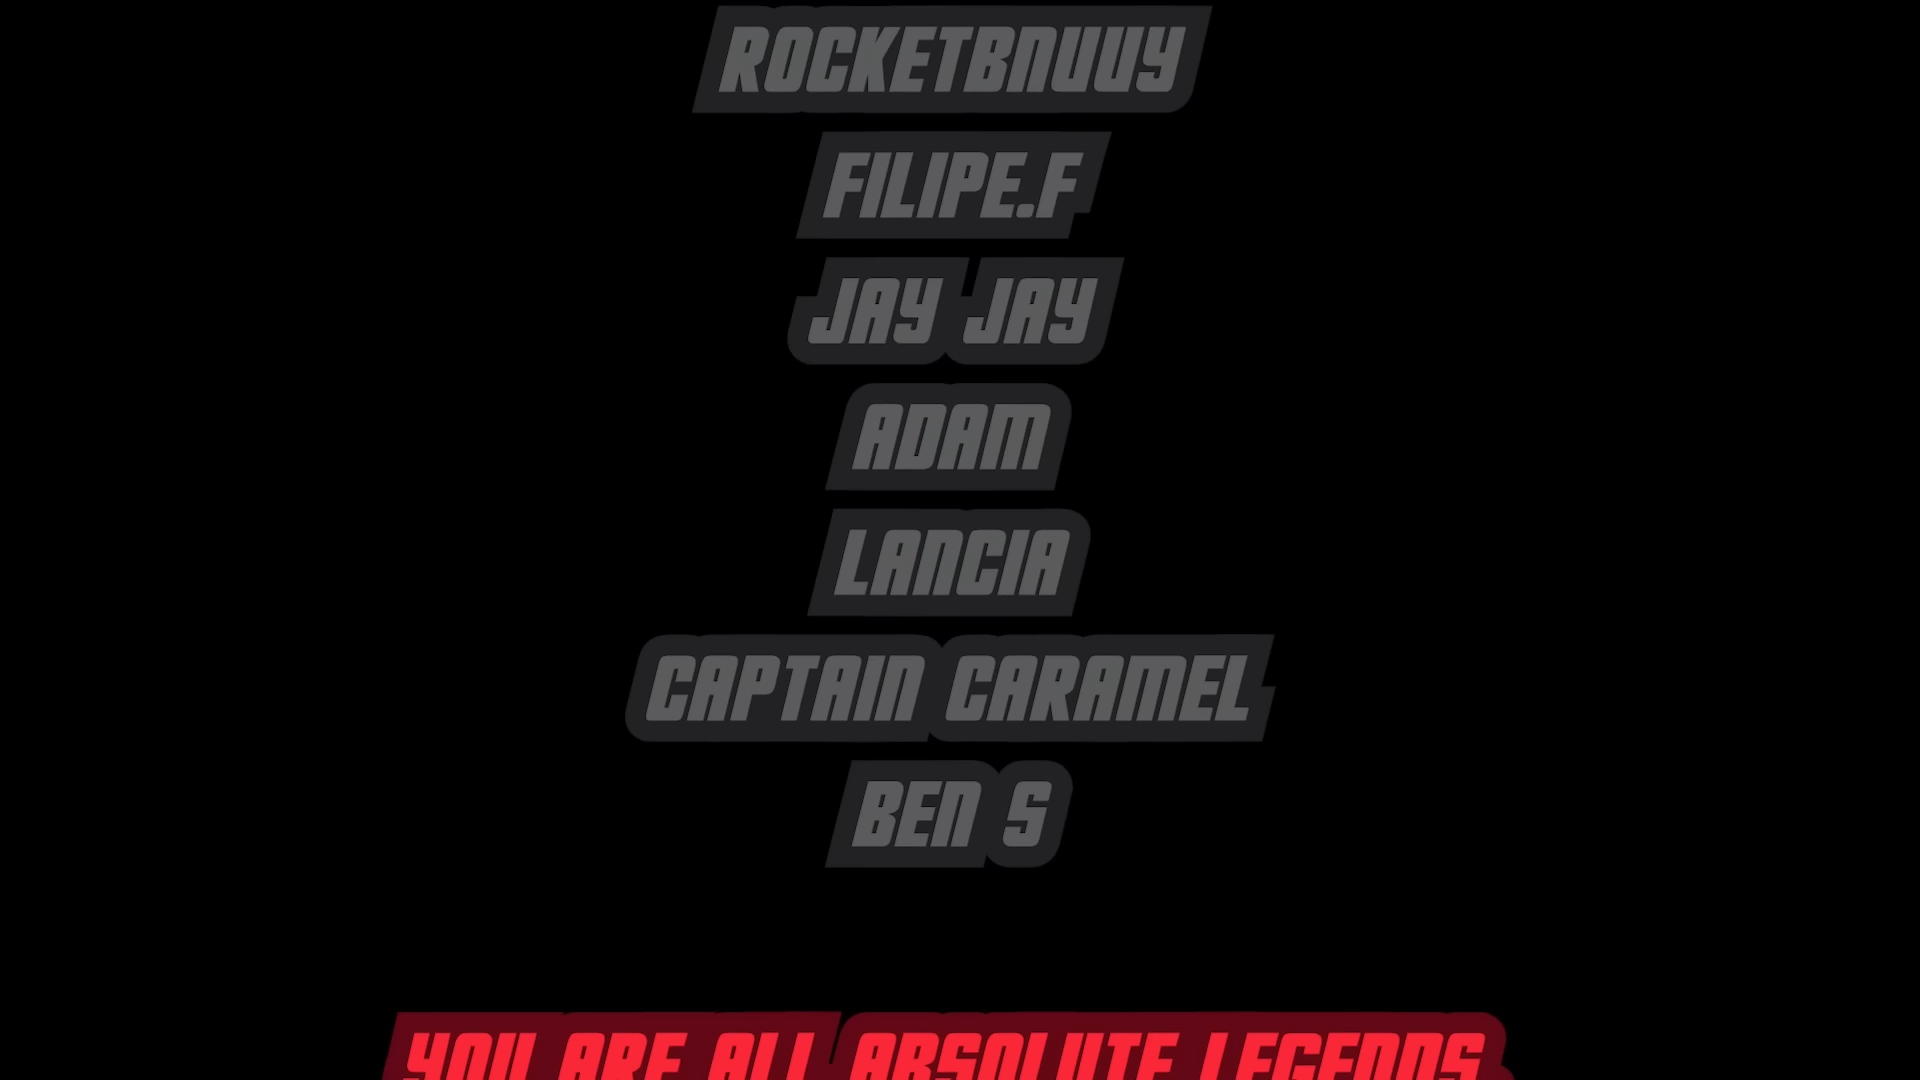 ROCKETBNUUY
FILIPE.F
JAY JAY
ADAM
LANCIA
CAPTAIN CARAMEL
BEN S
YOU ARE ALL ABSOLUTE LEGENDS